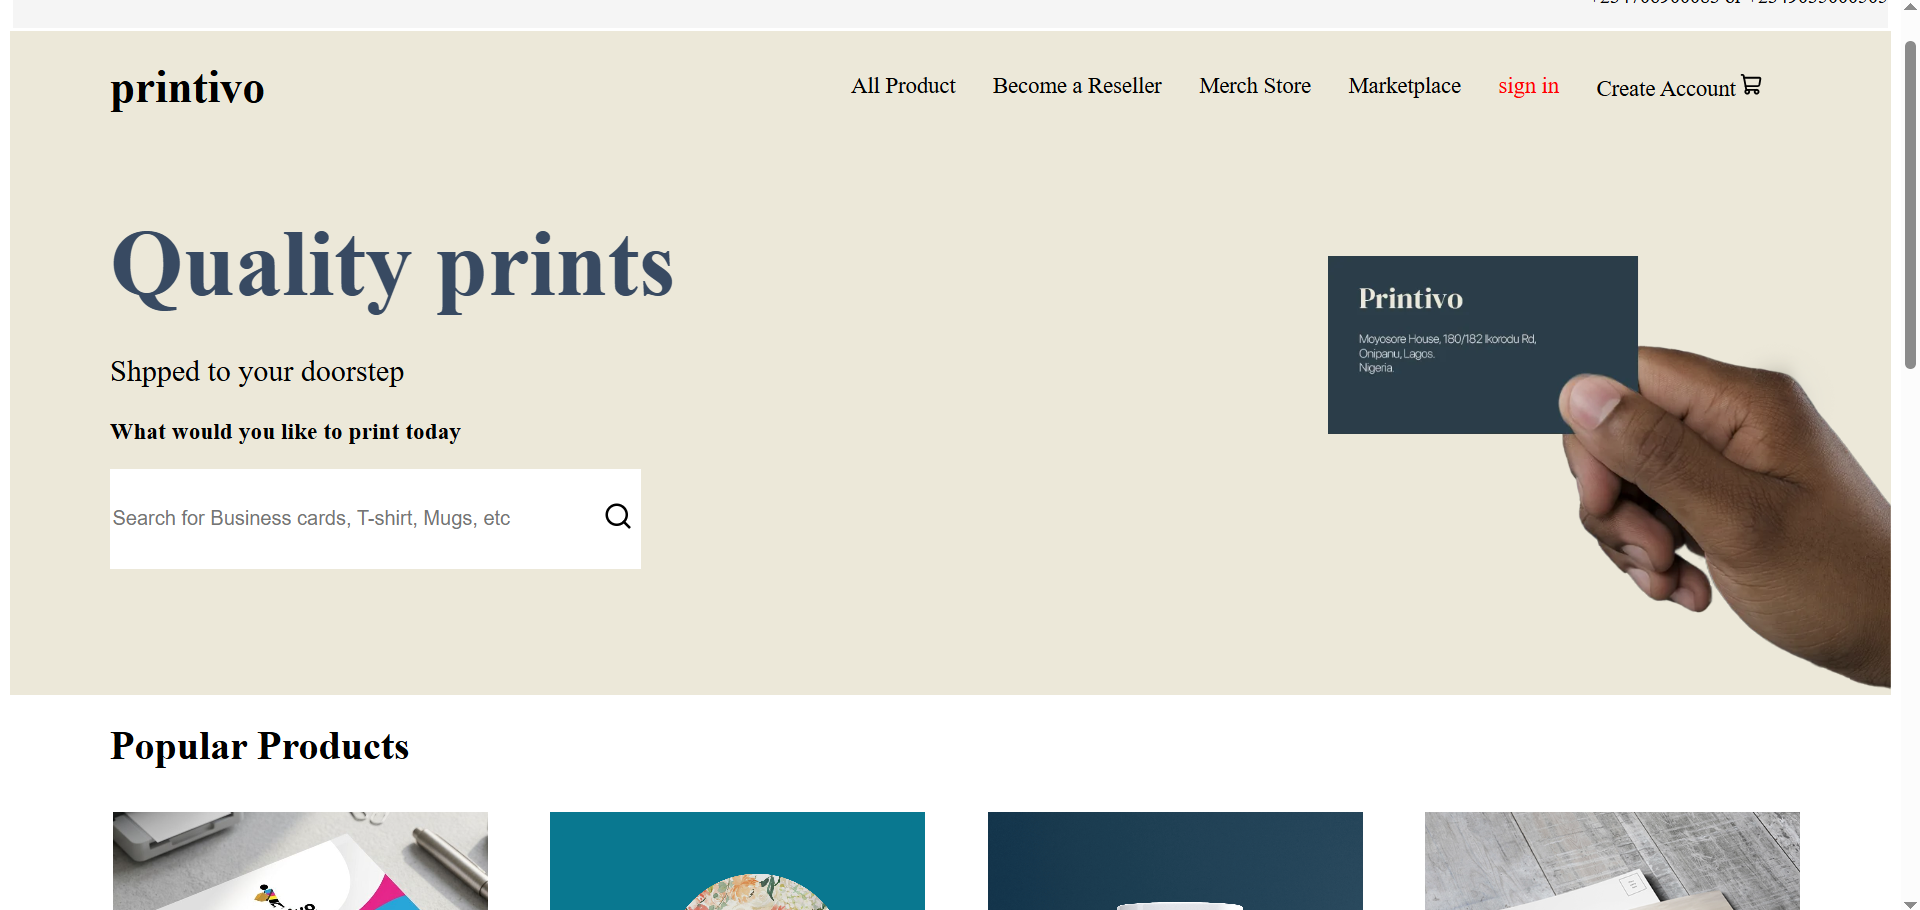 printivo
All Product Become a Reseller Merch Store Marketplace sign in Create Account
Quality prints
Shpped to your doorstep
What would you like to print today
Search for Business cards, T-shirt, Mugs, etc
Printivo
Moyosore House, 180/182 Ikorodu Rd,
Onipanu, Lagos.
Nigeria.
Popular Products